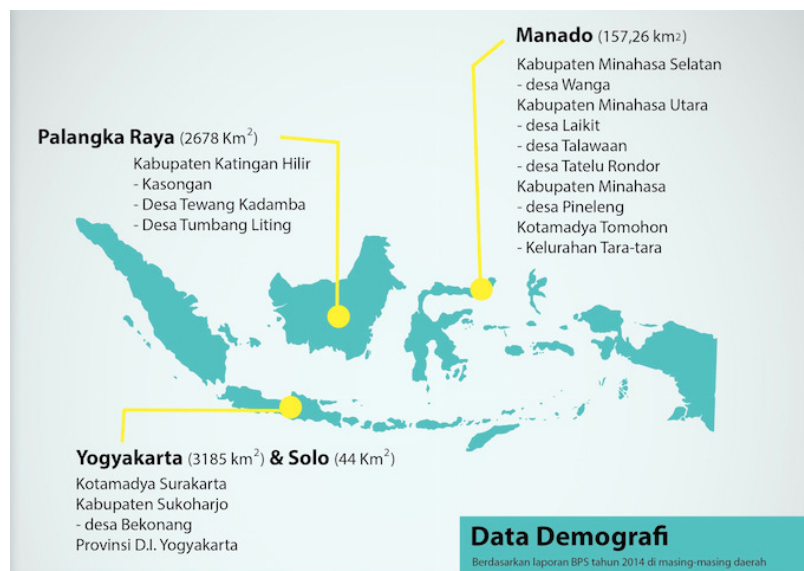 Manado (157,26 km2)
Kabupaten Minahasa Selatan
- desa Wanga
Kabupaten Minahasa Utara
- desa Laikit
- desa Talawaan
- desa Tatelu Rondor
Kabupaten Minahasa
- desa Pineleng
Kotamadya Tomohon
- Kelurahan Tara-tara
Palangka Raya (2678 Km²)
Kabupaten Katingan Hilir
- Kasongan
- Desa Tewang Kadamba
- Desa Tumbang Liting
Yogyakarta (3185 km²) & Solo (44 Km²)
Kotamadya Surakarta
Kabupaten Sukoharjo
- desa Bekonang
Provinsi D.I. Yogyakarta
Data Demografi
Berdasarkan laporan BPS tahun 2014 di masing-masing daerah